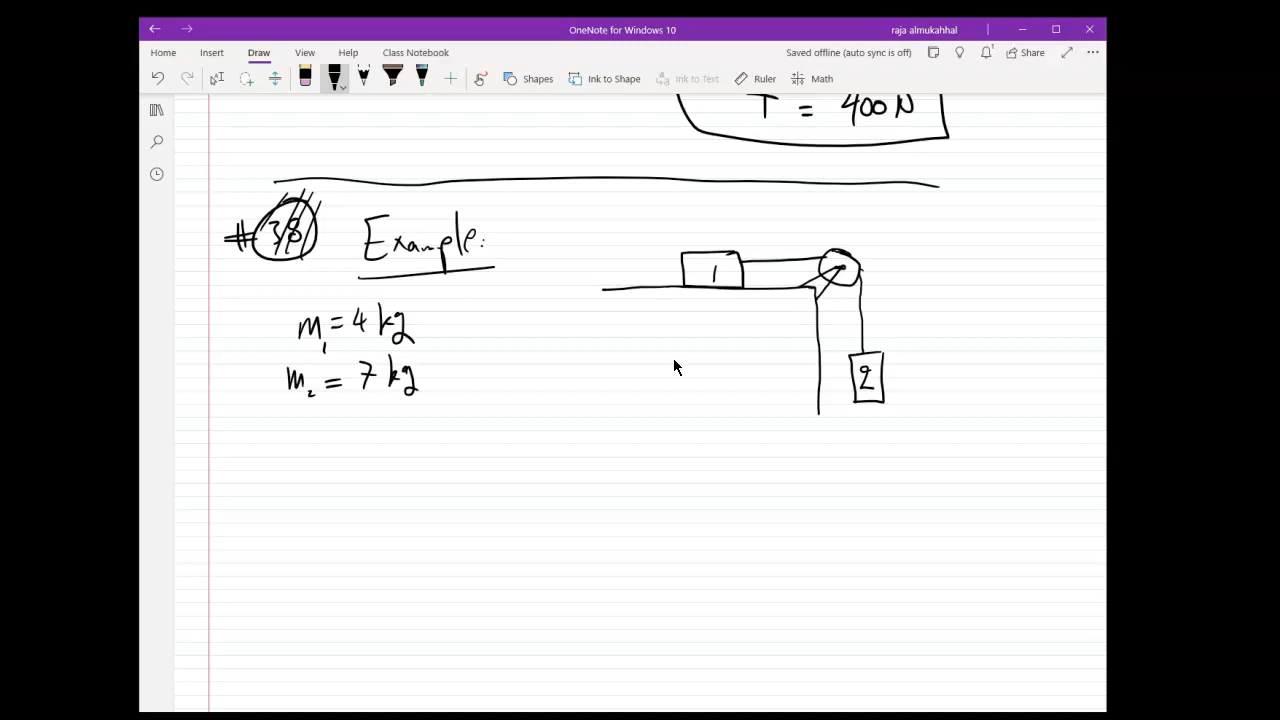 OneNote for Windows 10
raja almukahhal
Home Insert Draw View Help Class Notebook
Saved offline (auto sync is off) Share
Shapes Ink to Shape Ink to Text Ruler Math
T = 400 N
#38 Example:
1
m₁ = 4 kg
m₂ = 7 kg
2